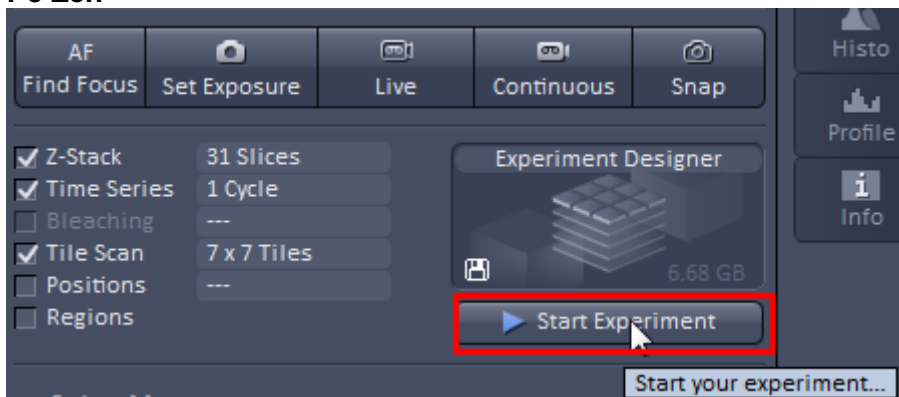 AF
Find Focus
Set Exposure
Live
Continuous
Snap
Histo
Profile
Info
Z-Stack 31 Slices
Time Series 1 Cycle
Bleaching ---
Tile Scan 7 x 7 Tiles
Positions ---
Regions
Experiment Designer
6.68 GB
Start Experiment
Start your experiment...